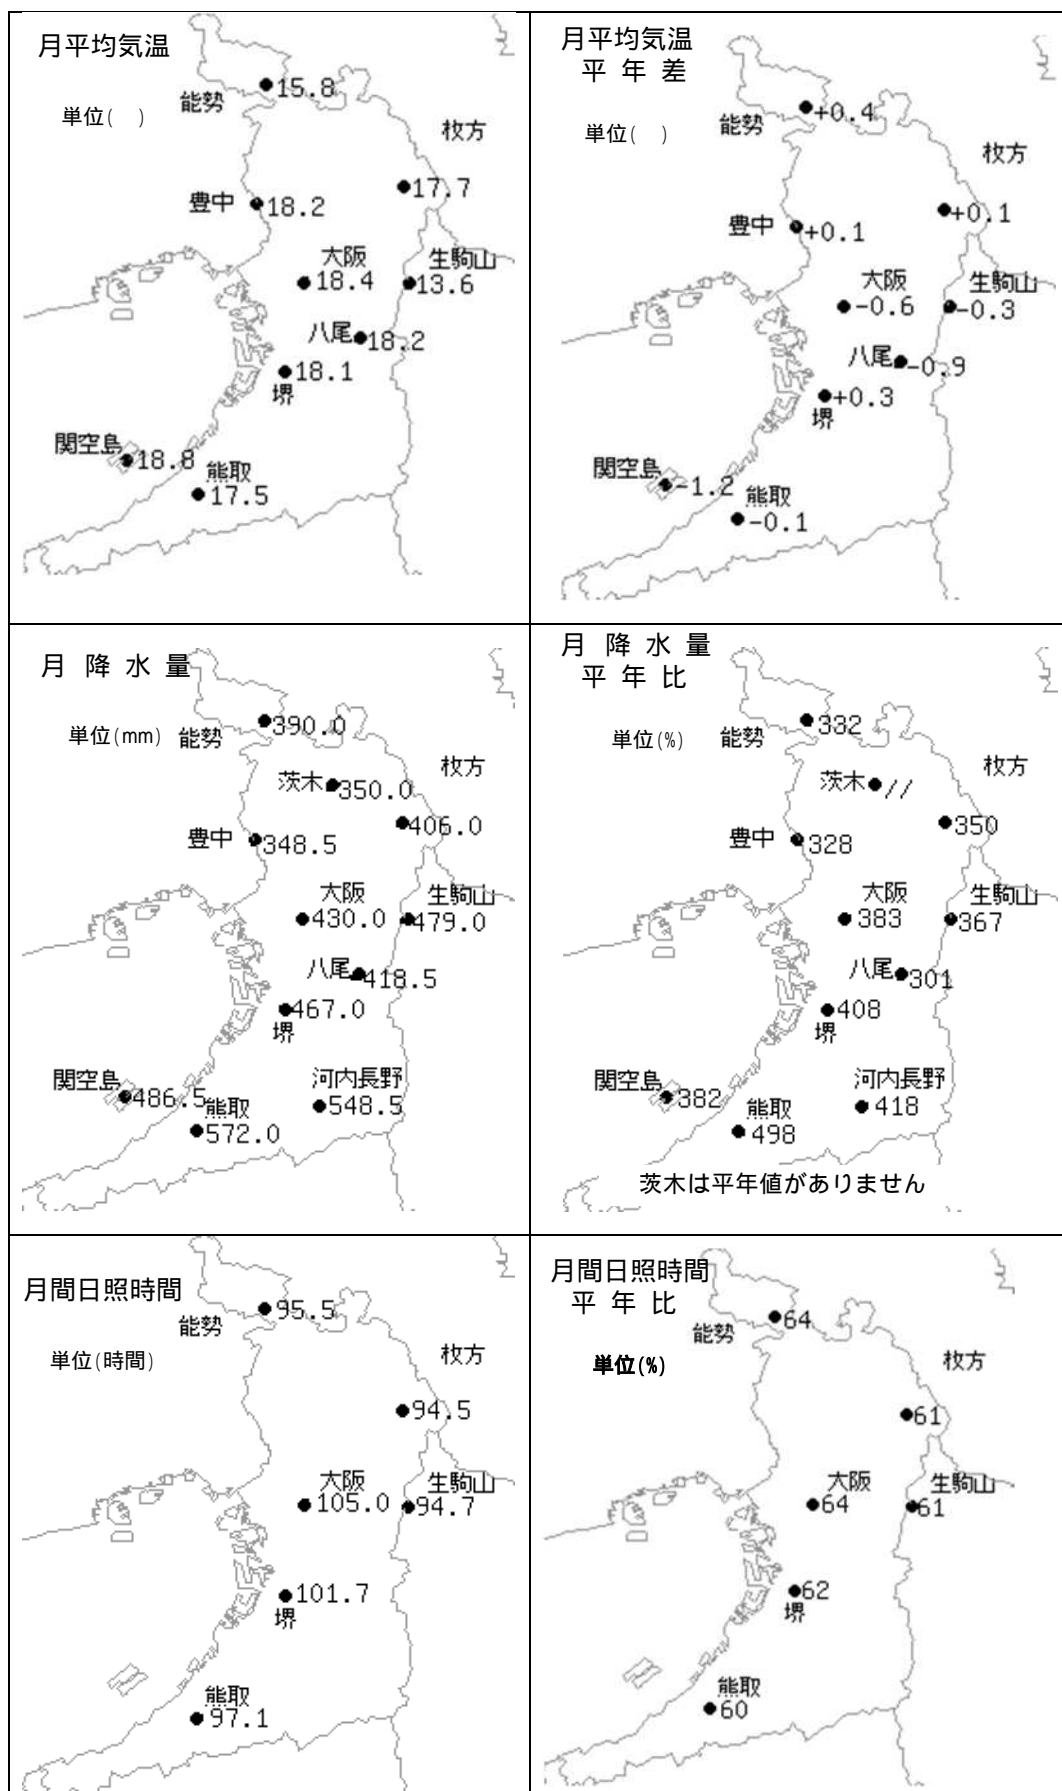 月平均気温
単位( )
能勢
15.8
枚方
17.7
豊中
18.2
大阪
18.4
生駒山
13.6
八尾
18.2
18.1
堺
関空島
18.8
熊取
17.5
月平均気温
平 年 差
単位( )
能勢
+0.4
枚方
+0.1
豊中
+0.1
大阪
-0.6
生駒山
-0.3
八尾
-0.9
+0.3
堺
関空島
-1.2
熊取
-0.1
月 降 水 量
単位(mm)
能勢
390.0
枚方
茨木
350.0
406.0
豊中
348.5
大阪
430.0
生駒山
479.0
八尾
418.5
467.0
堺
関空島
486.5
河内長野
548.5
熊取
572.0
月 降 水 量
平 年 比
単位(%)
能勢
332
枚方
茨木
//
350
豊中
328
大阪
383
生駒山
367
八尾
301
408
堺
関空島
382
河内長野
418
熊取
498
茨木は平年値がありません
月間日照時間
単位(時間)
能勢
95.5
枚方
94.5
大阪
105.0
生駒山
94.7
101.7
堺
熊取
97.1
月間日照時間
平 年 比
単位(%)
能勢
64
枚方
61
大阪
64
生駒山
61
62
堺
熊取
60